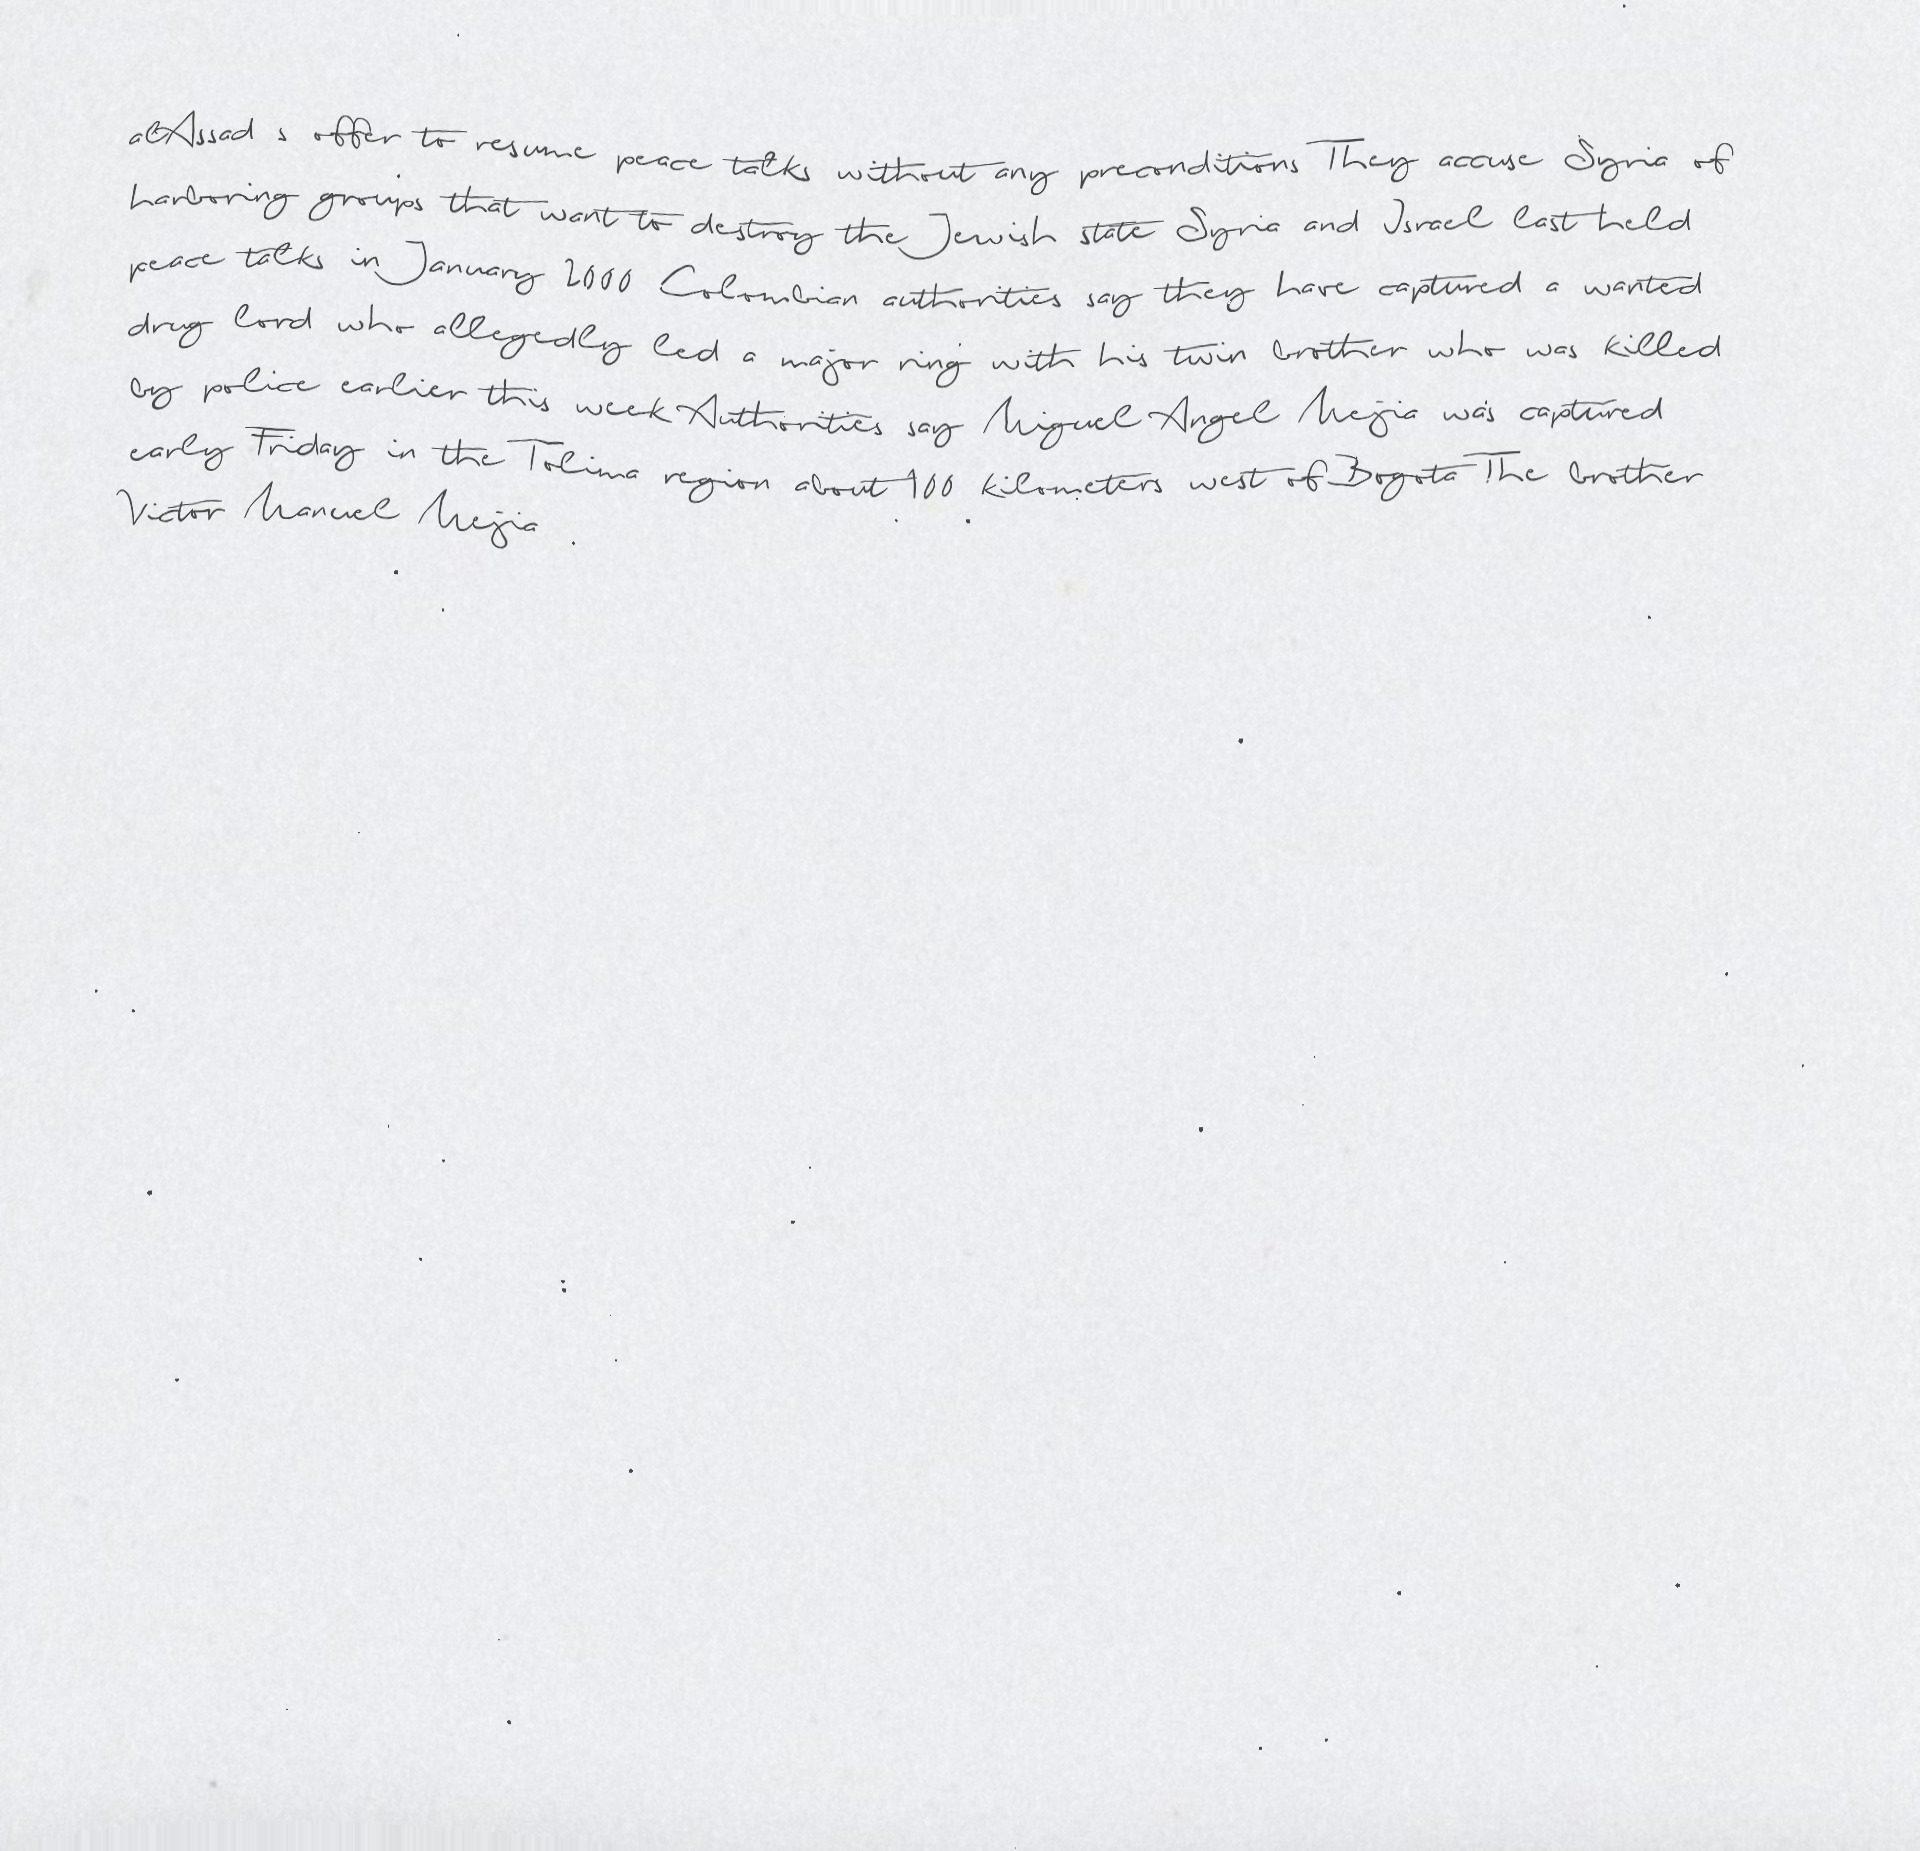 alAssad s offer to resume peace talks without any preconditions They accuse Syria of
harboring groups that want to destroy the Jewish state Syria and Israel last held
peace talks in January 2000 Colombian authorities say they have captured a wanted
drug lord who allegedly led a major ring with his twin brother who was killed
by police earlier this week Authorities say Miguel Angel Mejia was captured
early Friday in the Tolima region about 100 kilometers west of Bogota The brother
Victor Manuel Mejia